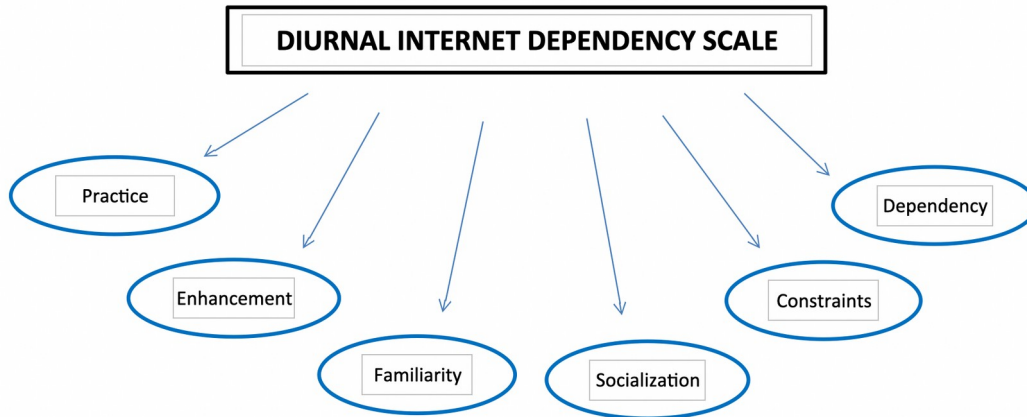 DIURNAL INTERNET DEPENDENCY SCALE
Practice
Dependency
Enhancement
Constraints
Familiarity
Socialization